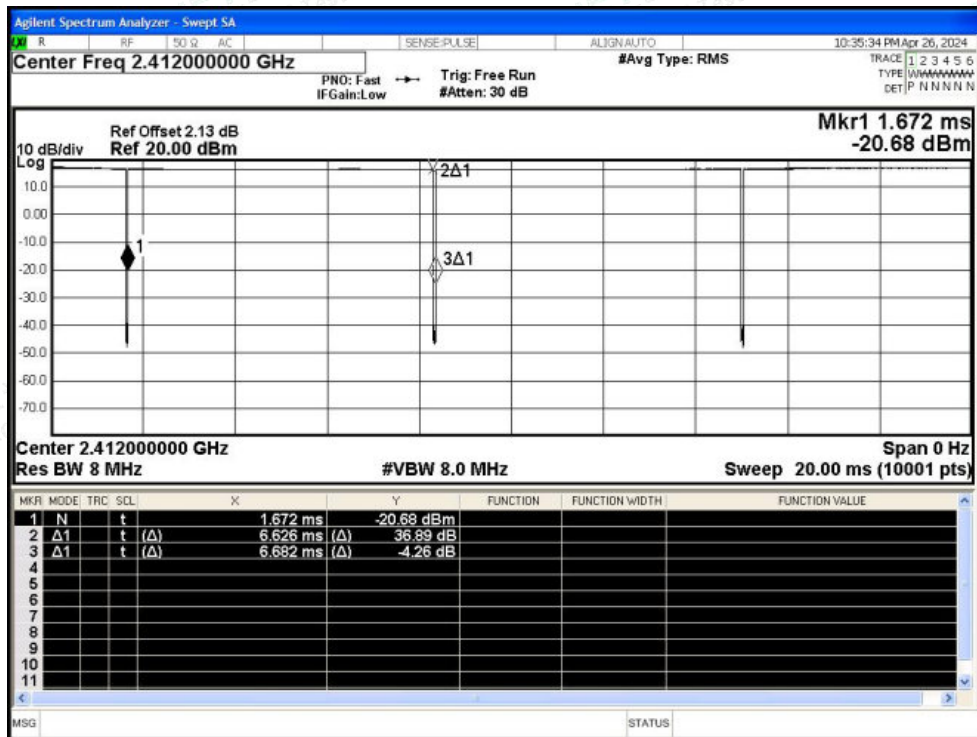 Agilent Spectrum Analyzer - Swept SA
LXI R RF 50 Ω AC SENSE:PULSE ALIGNAUTO 10:35:34 PM Apr 26, 2024
Center Freq 2.412000000 GHz #Avg Type: RMS TRACE 1 2 3 4 5 6
PNO: Fast Trig: Free Run TYPE WWWWWW
IFGain:Low #Atten: 30 dB DET P N N N N N
Mkr1 1.672 ms
Ref Offset 2.13 dB
10 dB/div Ref 20.00 dBm -20.68 dBm
Log
2Δ1
10.0
0.00
-10.0
1
3Δ1
-20.0
-30.0
-40.0
-50.0
-60.0
-70.0
Center 2.412000000 GHz Span 0 Hz
Res BW 8 MHz #VBW 8.0 MHz Sweep 20.00 ms (10001 pts)
MKR MODE TRC SCL X Y FUNCTION FUNCTION WIDTH FUNCTION VALUE
1 N t 1.672 ms -20.68 dBm
2 Δ1 t (Δ) 6.626 ms (Δ) 36.89 dB
3 Δ1 t (Δ) 6.682 ms (Δ) -4.26 dB
4
5
6
7
8
9
10
11
MSG STATUS